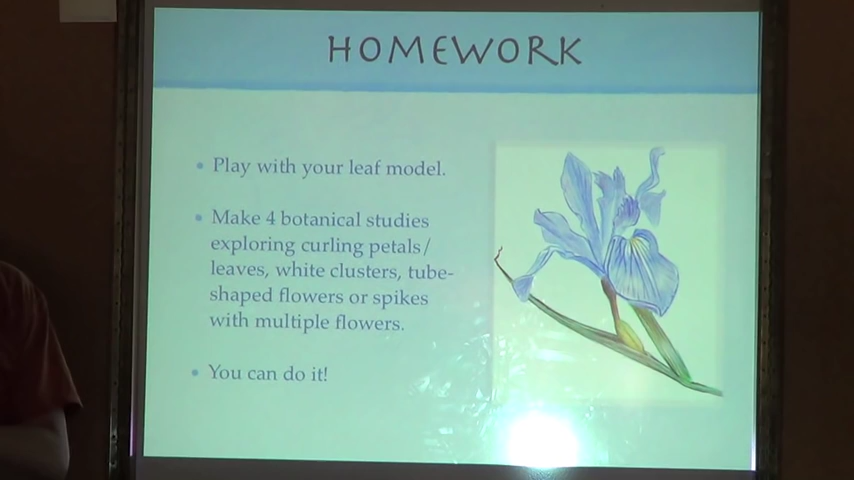 HOMEWORK
• Play with your leaf model.
• Make 4 botanical studies
exploring curling petals/
leaves, white clusters, tube-
shaped flowers or spikes
with multiple flowers.
• You can do it!